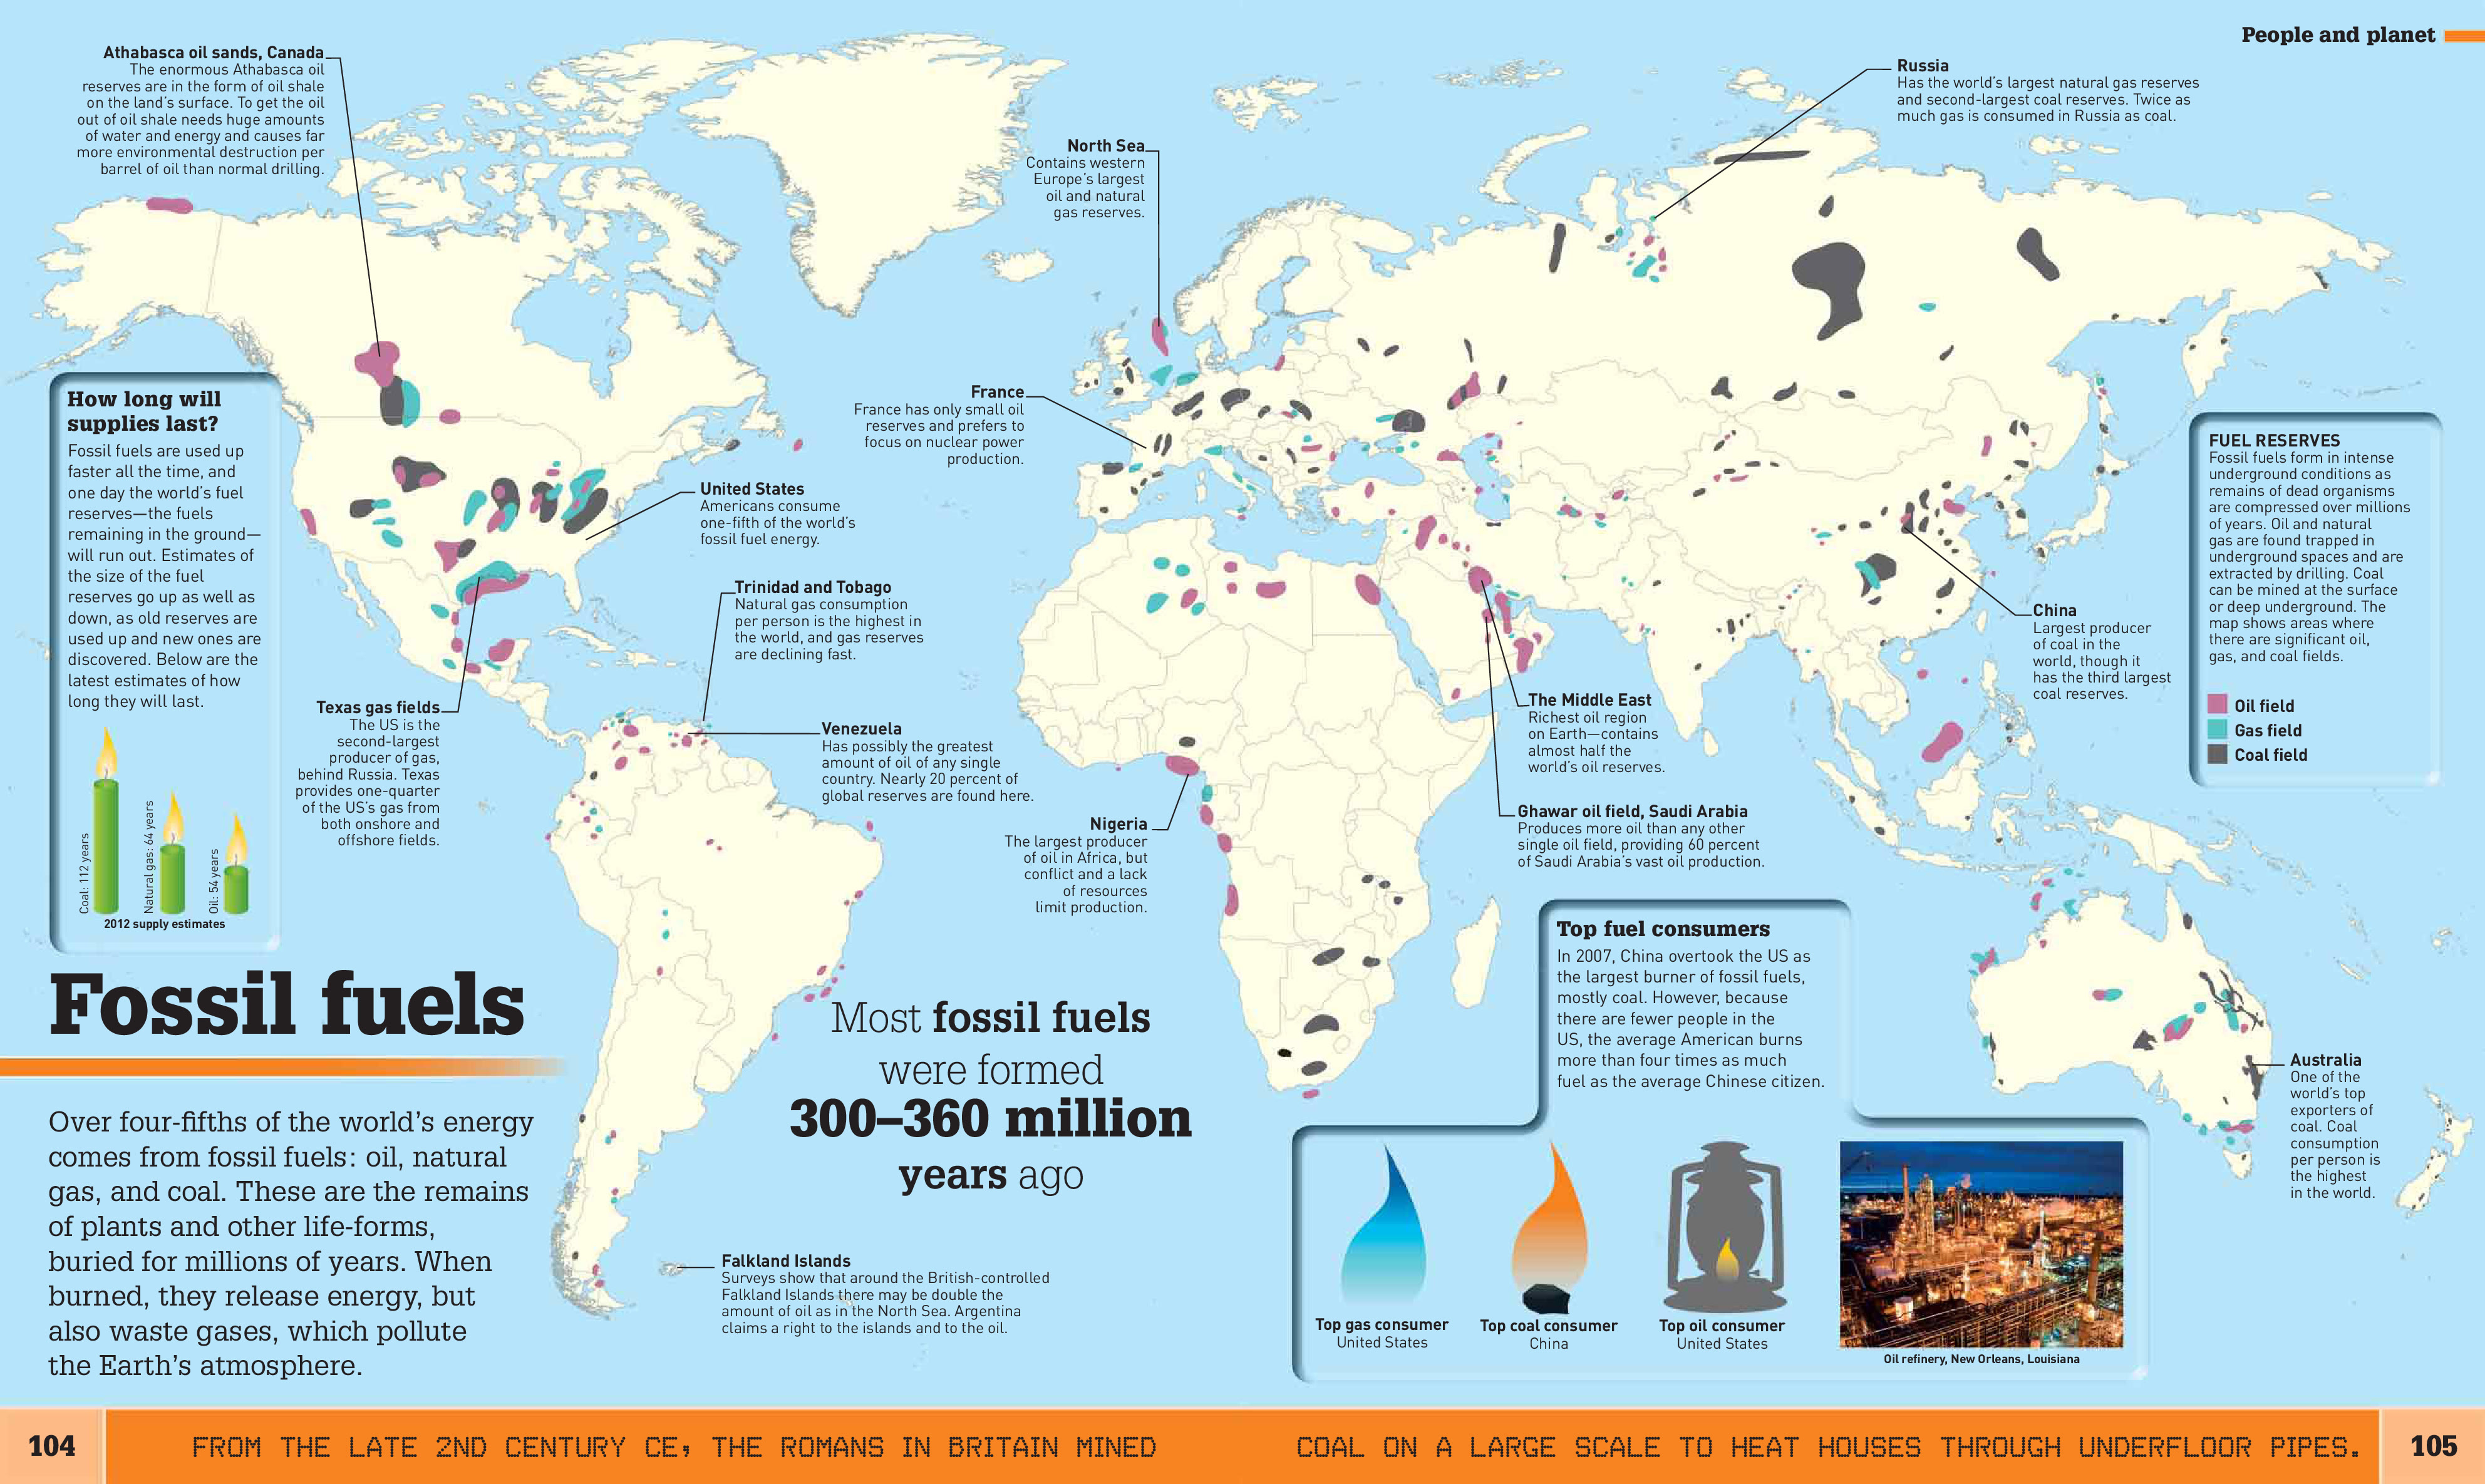 People and planet
Athabasca oil sands, Canada
The enormous Athabasca oil
reserves are in the form of oil shale
on the land's surface. To get the oil
out of oil shale needs huge amounts
of water and energy and causes far
more environmental destruction per
barrel of oil than normal drilling.
North Sea
Contains western
Europe's largest
oil and natural
gas reserves.
Russia
Has the world's largest natural gas reserves
and second-largest coal reserves. Twice as
much gas is consumed in Russia as coal.
How long will
supplies last?
Fossil fuels are used up
faster all the time, and
one day the world's fuel
reserves—the fuels
remaining in the ground—
will run out. Estimates of
the size of the fuel
reserves go up as well as
down, as old reserves are
used up and new ones are
discovered. Below are the
latest estimates of how
long they will last.
Coal: 112 years
Natural gas: 64 years
Oil: 54 years
2012 supply estimates
France
France has only small oil
reserves and prefers to
focus on nuclear power
production.
United States
Americans consume
one-fifth of the world's
fossil fuel energy.
Trinidad and Tobago
Natural gas consumption
per person is the highest in
the world, and gas reserves
are declining fast.
Texas gas fields
The US is the
second-largest
producer of gas,
behind Russia. Texas
provides one-quarter
of the US's gas from
both onshore and
offshore fields.
Venezuela
Has possibly the greatest
amount of oil of any single
country. Nearly 20 percent of
global reserves are found here.
Nigeria
The largest producer
of oil in Africa, but
conflict and a lack
of resources
limit production.
The Middle East
Richest oil region
on Earth—contains
almost half the
world's oil reserves.
Ghawar oil field, Saudi Arabia
Produces more oil than any other
single oil field, providing 60 percent
of Saudi Arabia's vast oil production.
China
Largest producer
of coal in the
world, though it
has the third largest
coal reserves.
FUEL RESERVES
Fossil fuels form in intense
underground conditions as
remains of dead organisms
are compressed over millions
of years. Oil and natural
gas are found trapped in
underground spaces and are
extracted by drilling. Coal
can be mined at the surface
or deep underground. The
map shows areas where
there are significant oil,
gas, and coal fields.
Oil field
Gas field
Coal field
Fossil fuels
Over four-fifths of the world's energy
comes from fossil fuels: oil, natural
gas, and coal. These are the remains
of plants and other life-forms,
buried for millions of years. When
burned, they release energy, but
also waste gases, which pollute
the Earth's atmosphere.
Most fossil fuels
were formed
300–360 million
years ago
Falkland Islands
Surveys show that around the British-controlled
Falkland Islands there may be double the
amount of oil as in the North Sea. Argentina
claims a right to the islands and to the oil.
Top fuel consumers
In 2007, China overtook the US as
the largest burner of fossil fuels,
mostly coal. However, because
there are fewer people in the
US, the average American burns
more than four times as much
fuel as the average Chinese citizen.
Top gas consumer
United States
Top coal consumer
China
Top oil consumer
United States
Oil refinery, New Orleans, Louisiana
Australia
One of the
world's top
exporters of
coal. Coal
consumption
per person is
the highest
in the world.
104
FROM THE LATE 2ND CENTURY CE, THE ROMANS IN BRITAIN MINED
COAL ON A LARGE SCALE TO HEAT HOUSES THROUGH UNDERFLOOR PIPES.
105